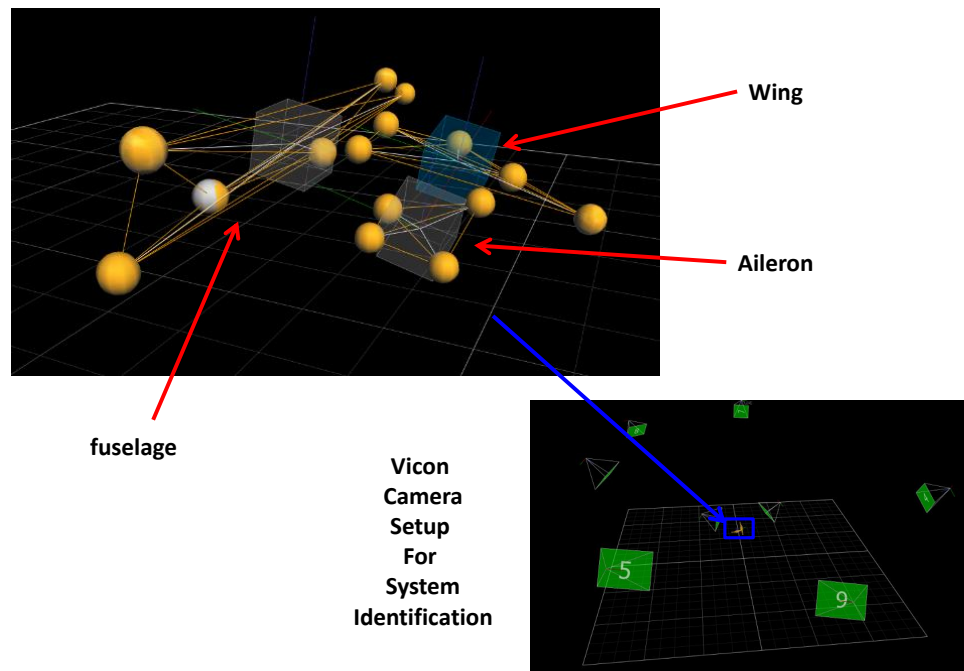 Wing
Aileron
fuselage
Vicon
Camera
Setup
For
System
Identification
5
9